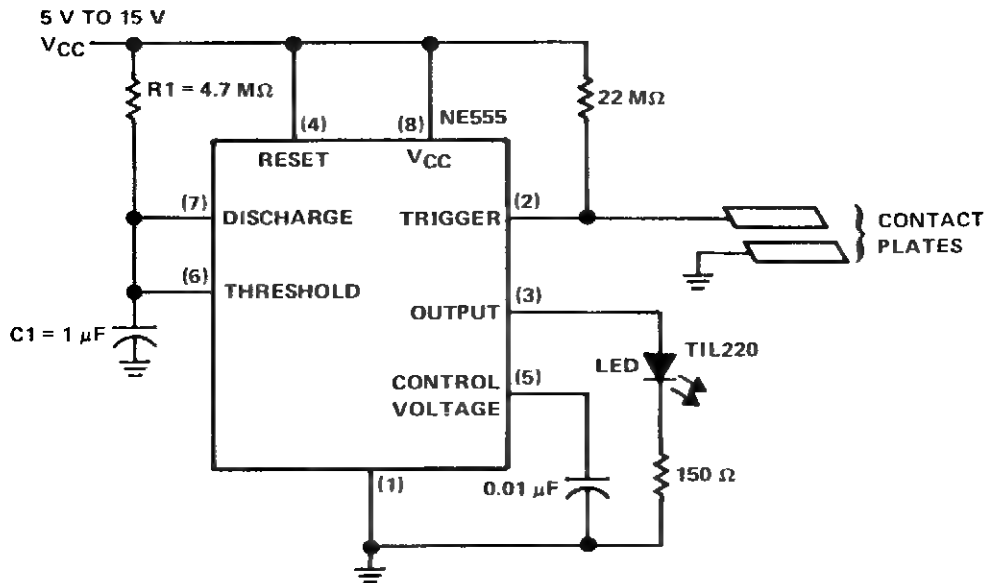 5 V TO 15 V
VCC
R1 = 4.7 MΩ
22 MΩ
(4)
(8)
NE555
RESET
VCC
(7)
DISCHARGE
TRIGGER
(2)
CONTACT
PLATES
(6)
THRESHOLD
OUTPUT
(3)
C1 = 1 μF
LED
TIL220
CONTROL
VOLTAGE
(5)
(1)
0.01 μF
150 Ω